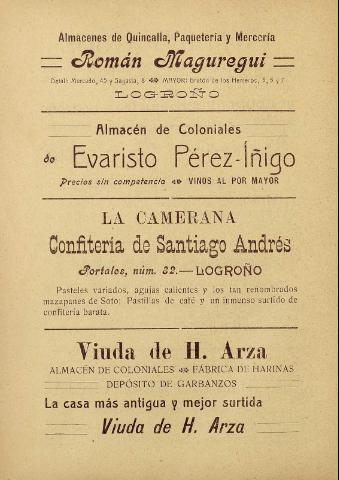 Almacenes de Quincalla, Paquetería y Mercería
Román Maguregui
Detall: Mercado, 45 y Sagasta, 8 MAYOR: Bretón de los Herreros, 3, 5 y 7
LOGROÑO
Almacén de Coloniales
de Evaristo Pérez-Íñigo
Precios sin competencia VINOS AL POR MAYOR
LA CAMERANA
Confitería de Santiago Andrés
Portales, núm. 32.—LOGROÑO
Pasteles variados, agujas calientes y los tan renombrados
mazapanes de Soto: Pastillas de café y un inmenso surtido de
confitería barata.
Viuda de H. Arza
ALMACÉN DE COLONIALES FÁBRICA DE HARINAS
DEPÓSITO DE GARBANZOS
La casa más antigua y mejor surtida
Viuda de H. Arza